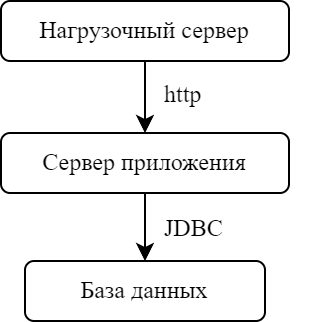 Нагрузочный сервер
http
Сервер приложения
JDBC
База данных